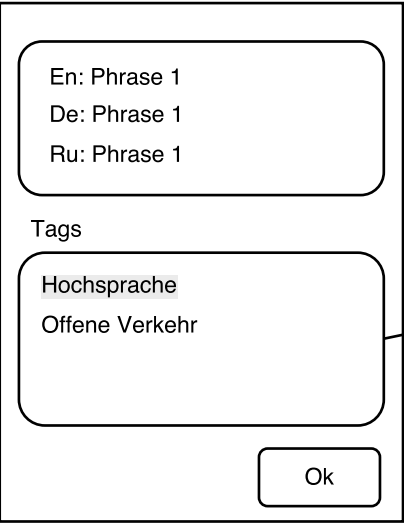 En: Phrase 1
De: Phrase 1
Ru: Phrase 1
Tags
Hochsprache
Offene Verkehr
Ok